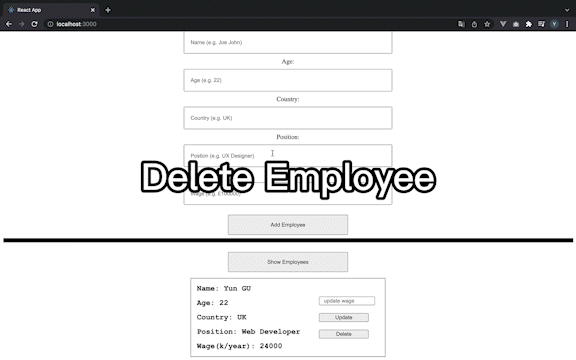 React App
localhost:3000
Name (e.g. Joe John)
Age:
Age (e.g. 22)
Country:
Country (e.g. UK)
Position:
Position (e.g. UX Designer)
Delete Employee
Wage (e.g. £100000)
Add Employee
Show Employees
Name: Yun GU
Age: 22
update wage
Country: UK
Update
Position: Web Developer
Delete
Wage(k/year): 24000